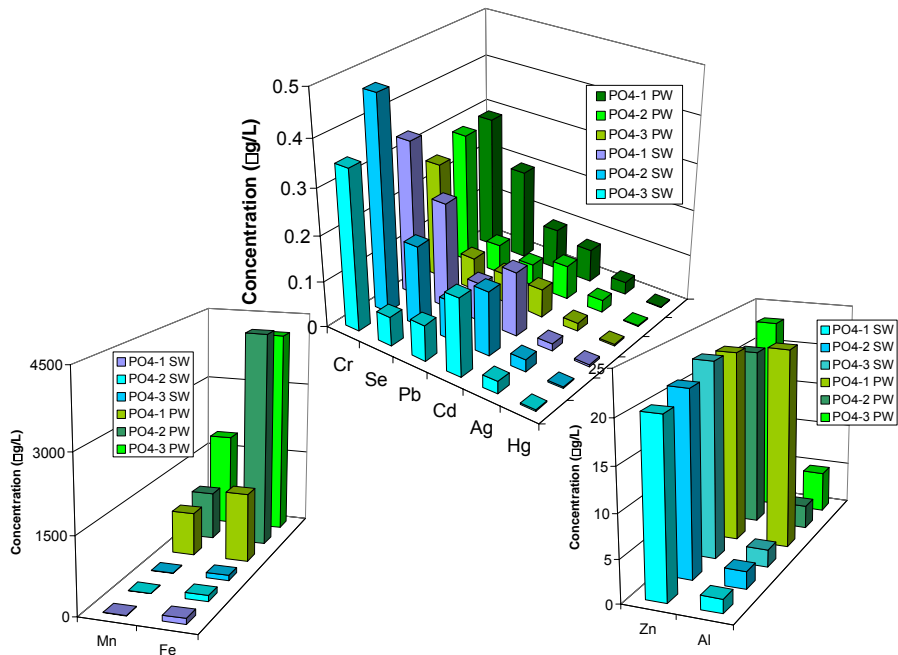 0.5
0.4
0.3
0.2
0.1
0
Concentration (□g/L)
PO4-1 PW
PO4-2 PW
PO4-3 PW
PO4-1 SW
PO4-2 SW
PO4-3 SW
Cr
Se
Pb
Cd
Ag
Hg
4500
3000
1500
0
Concentration (□g/L)
PO4-1 SW
PO4-2 SW
PO4-3 SW
PO4-1 PW
PO4-2 PW
PO4-3 PW
Mn
Fe
25
20
15
10
5
0
Concentration (□g/L)
PO4-1 SW
PO4-2 SW
PO4-3 SW
PO4-1 PW
PO4-2 PW
PO4-3 PW
Zn
Al